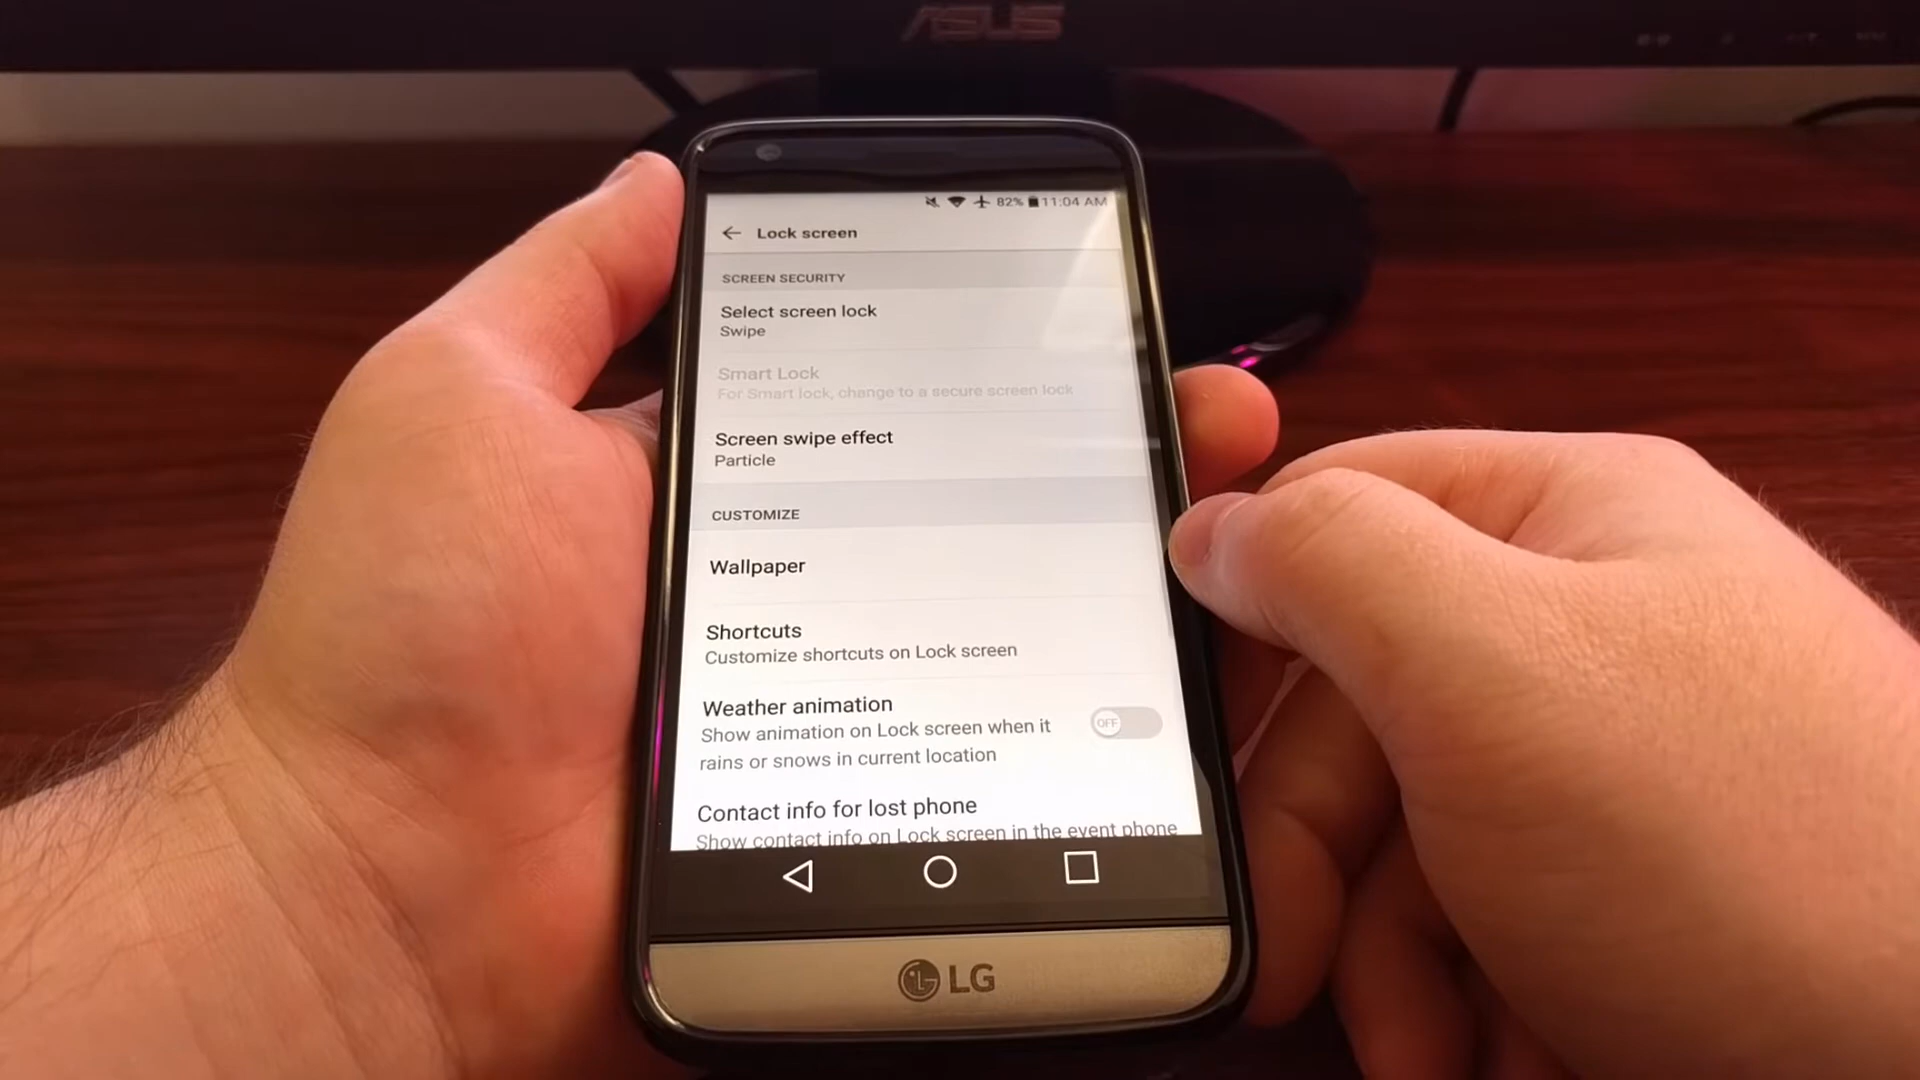 ASUS
82% 11:04 AM
Lock screen
SCREEN SECURITY
Select screen lock
Swipe
Smart Lock
For Smart lock, change to a secure screen lock
Screen swipe effect
Particle
CUSTOMIZE
Wallpaper
Shortcuts
Customize shortcuts on Lock screen
Weather animation
Show animation on Lock screen when it
OFF
rains or snows in current location
Contact info for lost phone
Show contact info on Lock screen in the event phone
LG